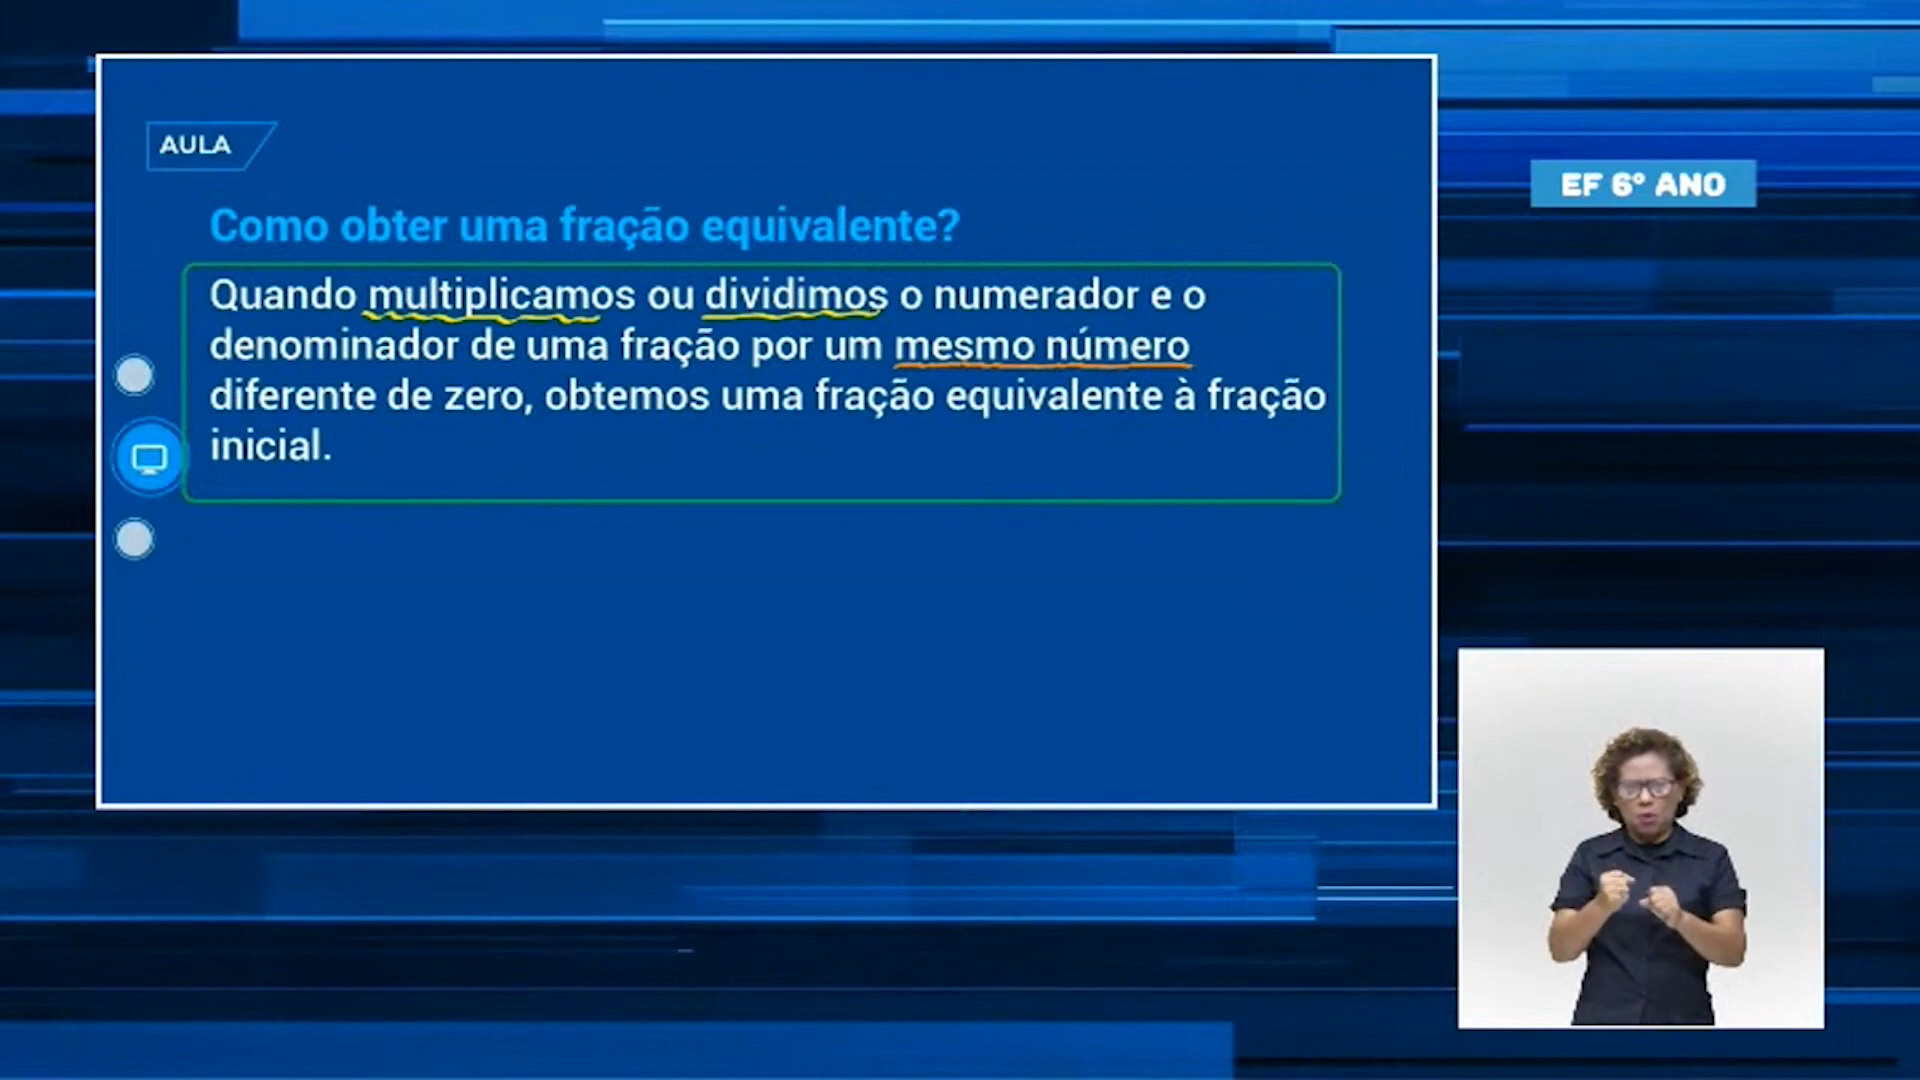 AULA
EF 6º ANO
Como obter uma fração equivalente?
Quando multiplicamos ou dividimos o numerador e o
denominador de uma fração por um mesmo número
diferente de zero, obtemos uma fração equivalente à fração
inicial.